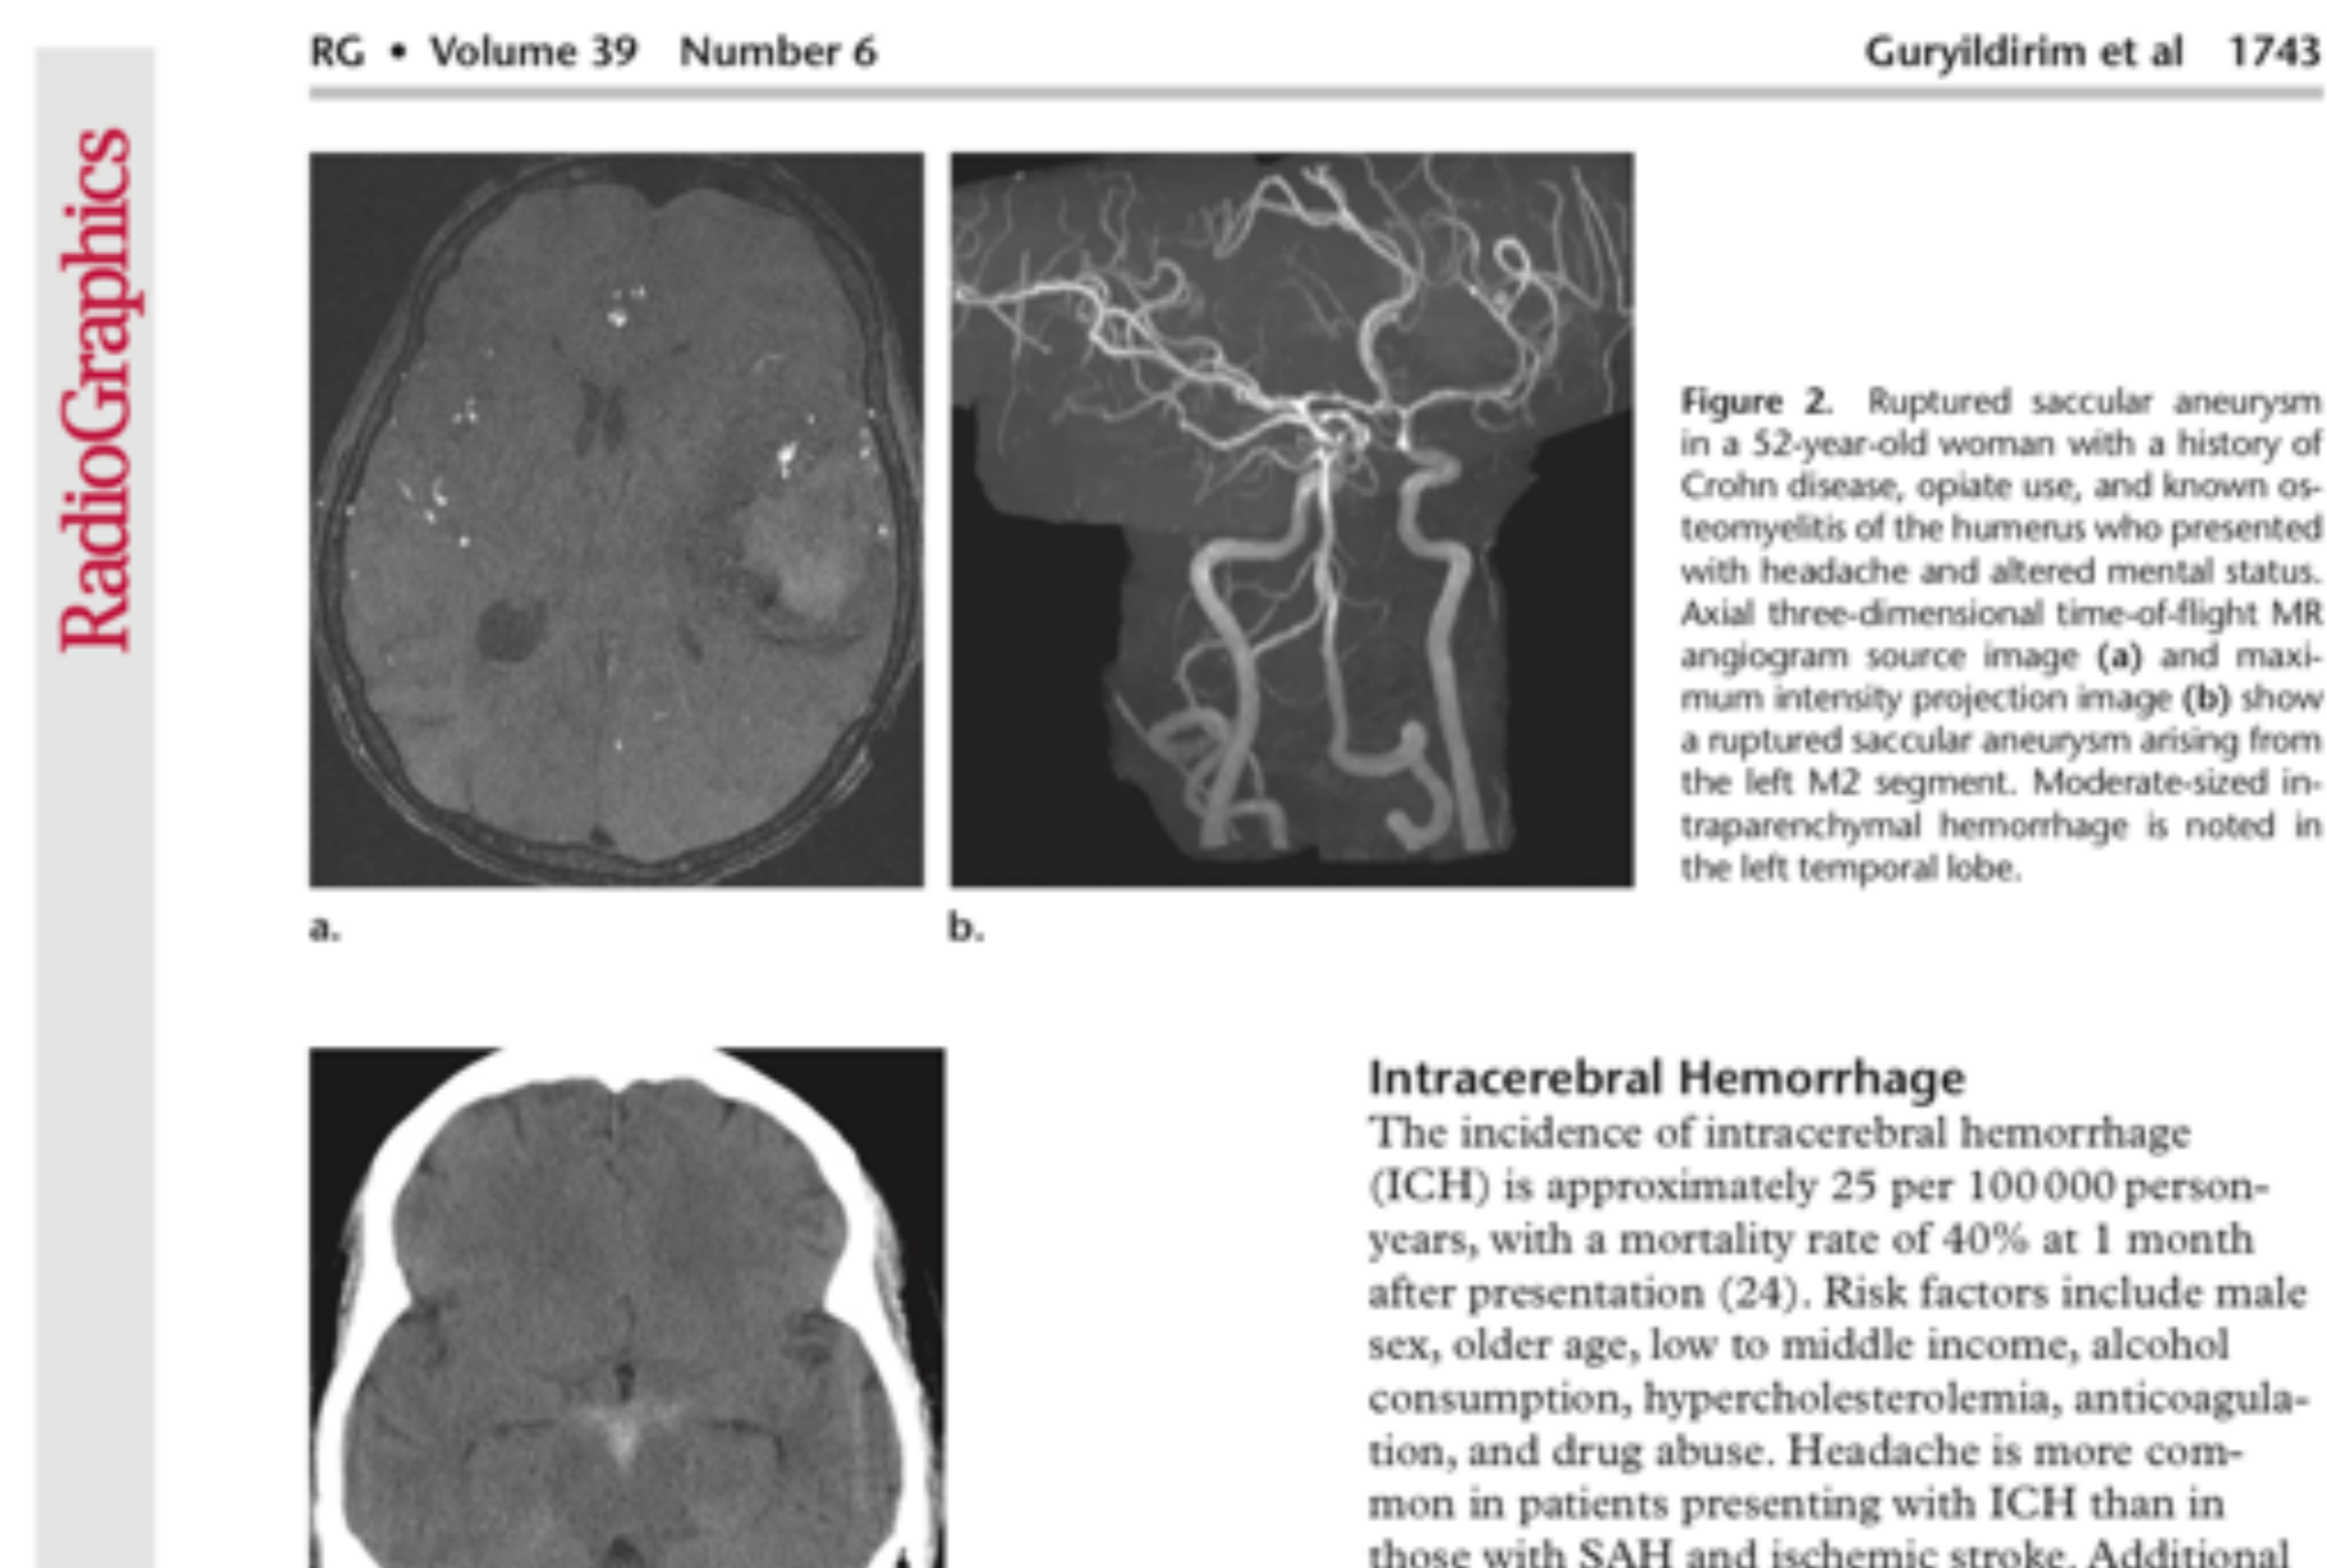 RG • Volume 39 Number 6
Guryildirim et al 1743
RadioGraphics
Figure 2. Ruptured saccular aneurysm
in a 52-year-old woman with a history of
Crohn disease, opiate use, and known os-
teomyelitis of the humerus who presented
with headache and altered mental status.
Axial three-dimensional time-of-flight MR
angiogram source image (a) and maxi-
mum intensity projection image (b) show
a ruptured saccular aneurysm arising from
the left M2 segment. Moderate-sized in-
traparenchymal hemorrhage is noted in
the left temporal lobe.
a.
b.
Intracerebral Hemorrhage
The incidence of intracerebral hemorrhage
(ICH) is approximately 25 per 100 000 person-
years, with a mortality rate of 40% at 1 month
after presentation (24). Risk factors include male
sex, older age, low to middle income, alcohol
consumption, hypercholesterolemia, anticoagula-
tion, and drug abuse. Headache is more com-
mon in patients presenting with ICH than in
those with SAH and ischemic stroke. Additional